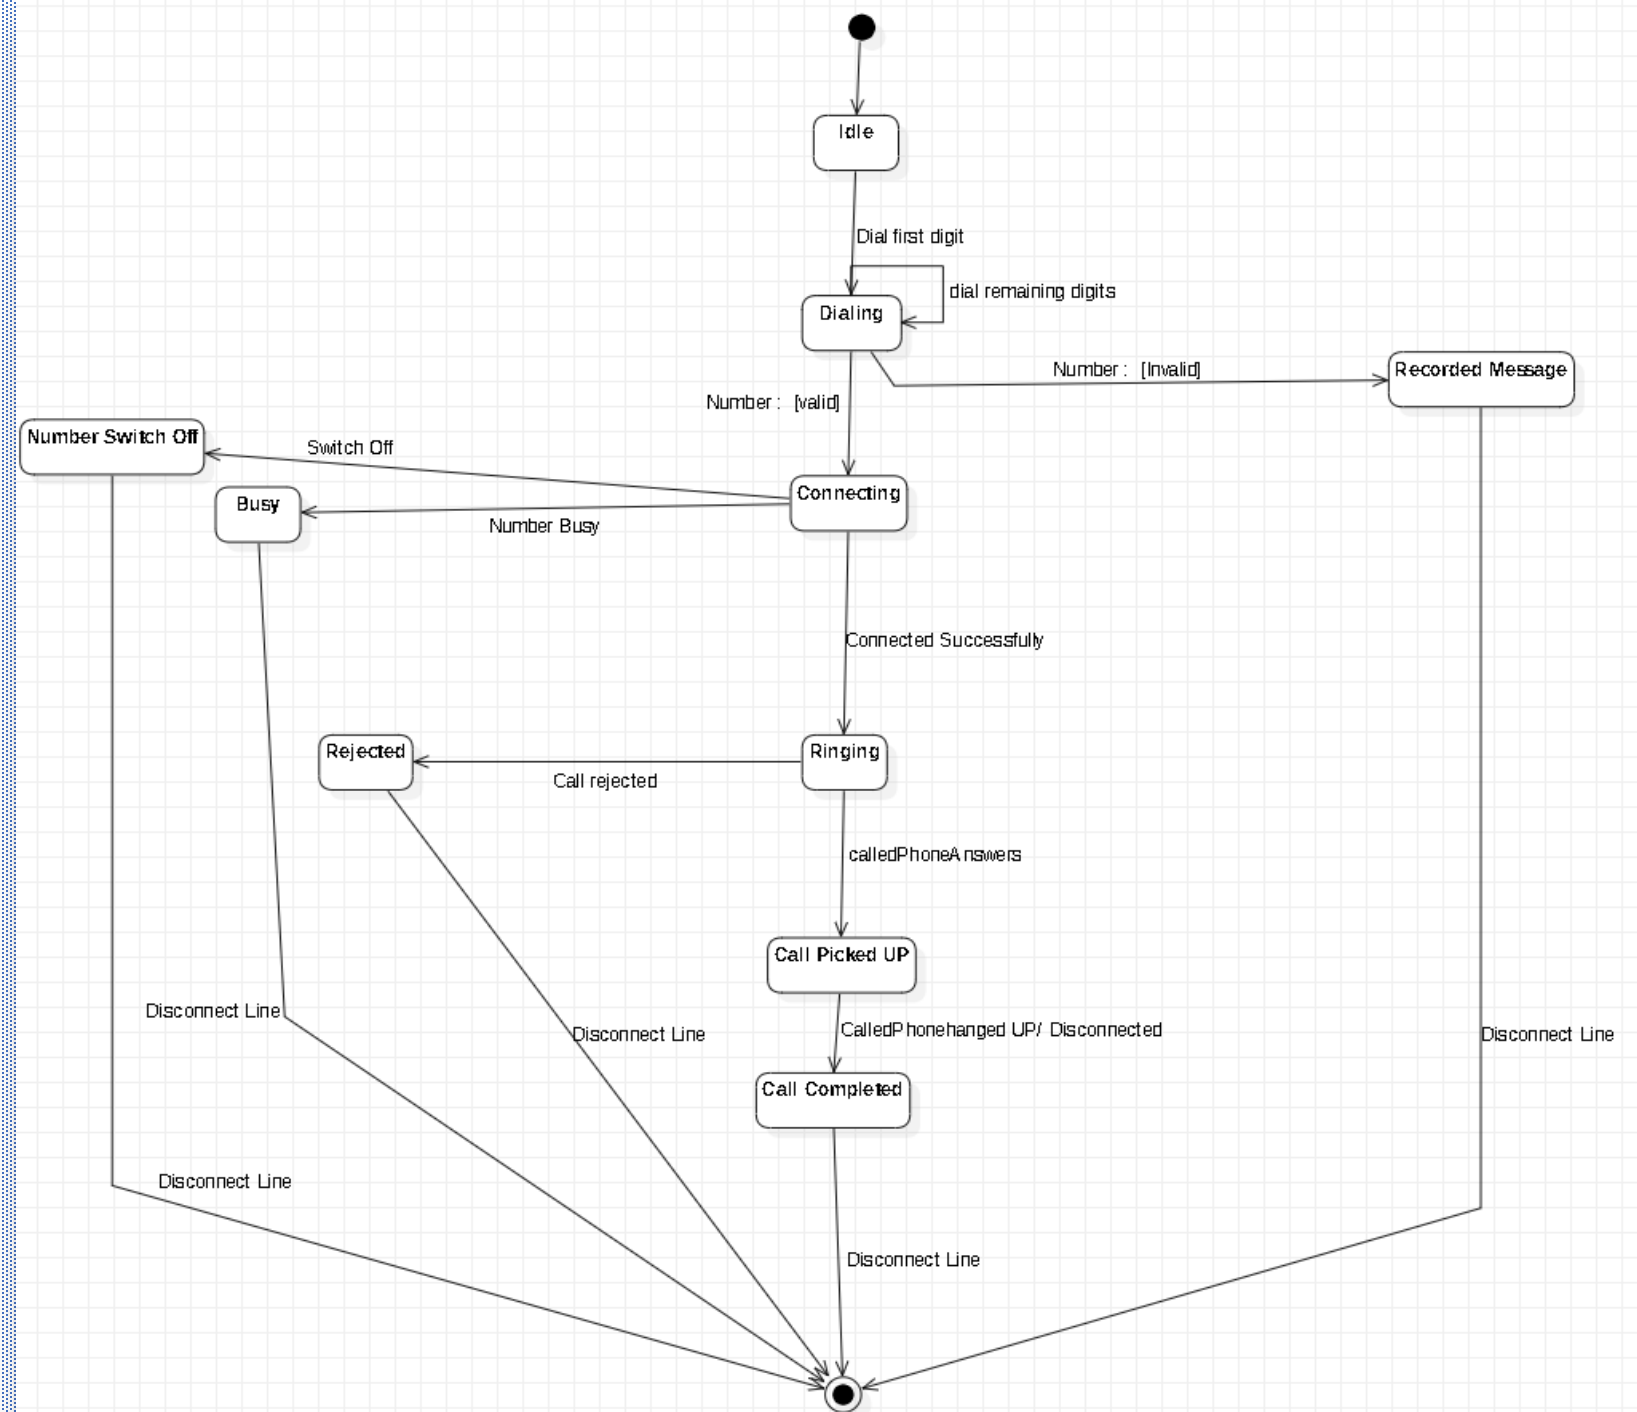 Idle
Dial first digit
dial remaining digits
Dialing
Number : [Invalid]
Recorded Message
Number : [valid]
Number Switch Off
Switch Off
Connecting
Busy
Number Busy
Connected Successfully
Rejected
Ringing
Call rejected
calledPhoneAnswers
Call Picked UP
Disconnect Line
CalledPhonehanged UP/ Disconnected
Disconnect Line
Disconnect Line
Call Completed
Disconnect Line
Disconnect Line